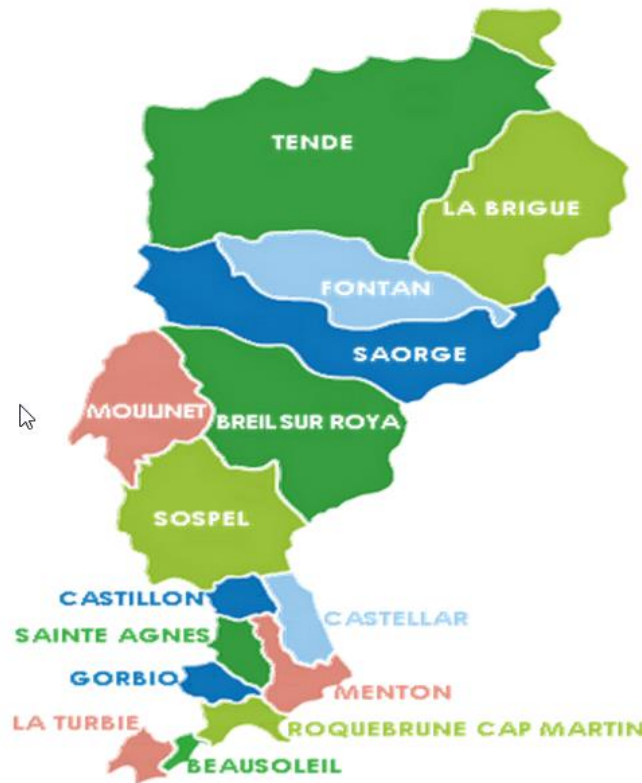 TENDE
LA BRIGUE
FONTAN
SAORGE
MOULINET
BREIL SUR ROYA
SOSPEL
CASTILLON
CASTELLAR
SAINTE AGNES
GORBIO
MENTON
LA TURBIE
ROQUEBRUNE CAP MARTIN
BEAUSOLEIL